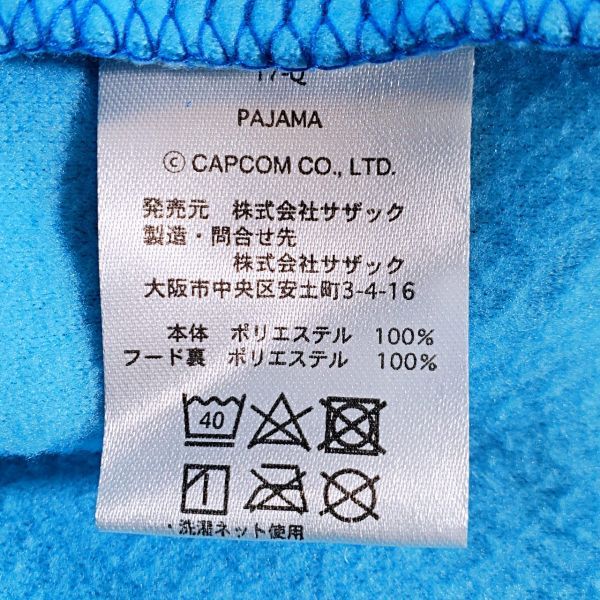 17-Q
PAJAMA
© CAPCOM CO., LTD.
発売元 株式会社サザック
製造・問合せ先
株式会社サザック
大阪市中央区安土町3-4-16
本体 ポリエステル 100%
フード裏 ポリエステル 100%
40
・洗濯ネット使用